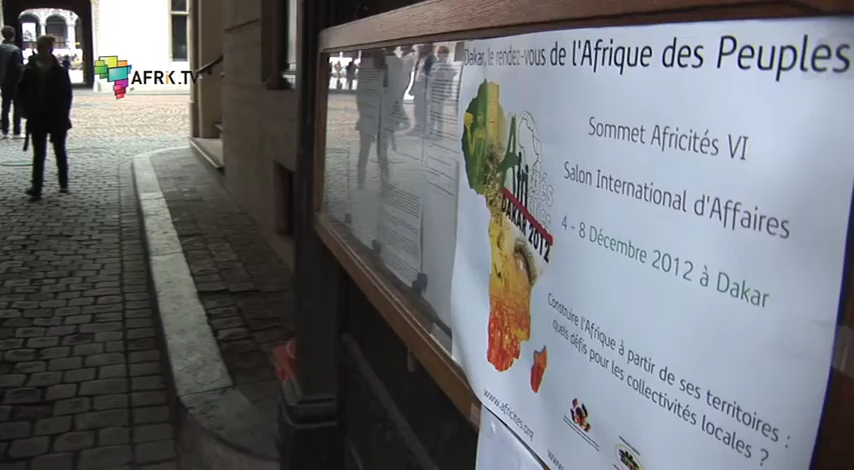 AFRK.TV
Dakar, le rendez-vous de l'Afrique des Peuples
Sommet Africités VI
Salon International d'Affaires
4 - 8 Décembre 2012 à Dakar
DAKAR 2012
Construire l'Afrique à partir de ses territoires :
quels défis pour les collectivités locales ?
www.africites.org